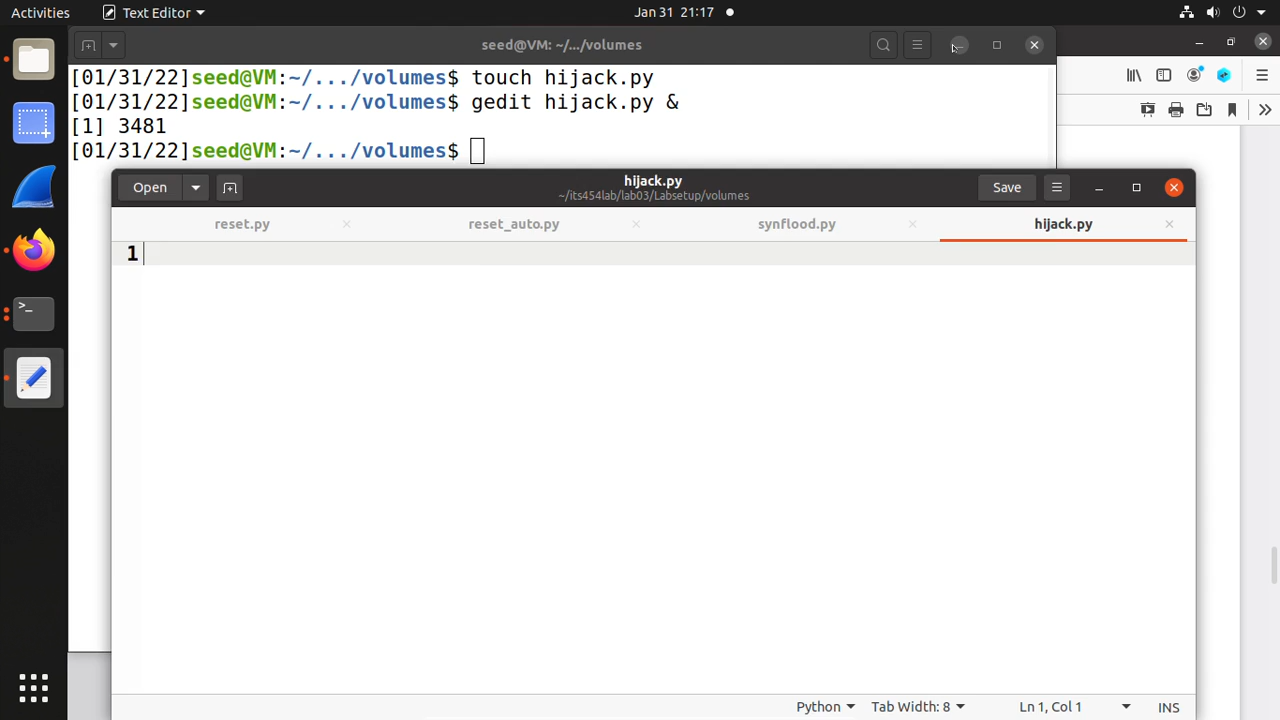 Activities
Text Editor
Jan 31 21:17
seed@VM: ~/.../volumes
[01/31/22]seed@VM:~/.../volumes$ touch hijack.py
[01/31/22]seed@VM:~/.../volumes$ gedit hijack.py &
[1] 3481
[01/31/22]seed@VM:~/.../volumes$
Open
hijack.py
~/its454lab/lab03/Labsetup/volumes
Save
reset.py
reset_auto.py
synflood.py
hijack.py
1
Python
Tab Width: 8
Ln 1, Col 1
INS